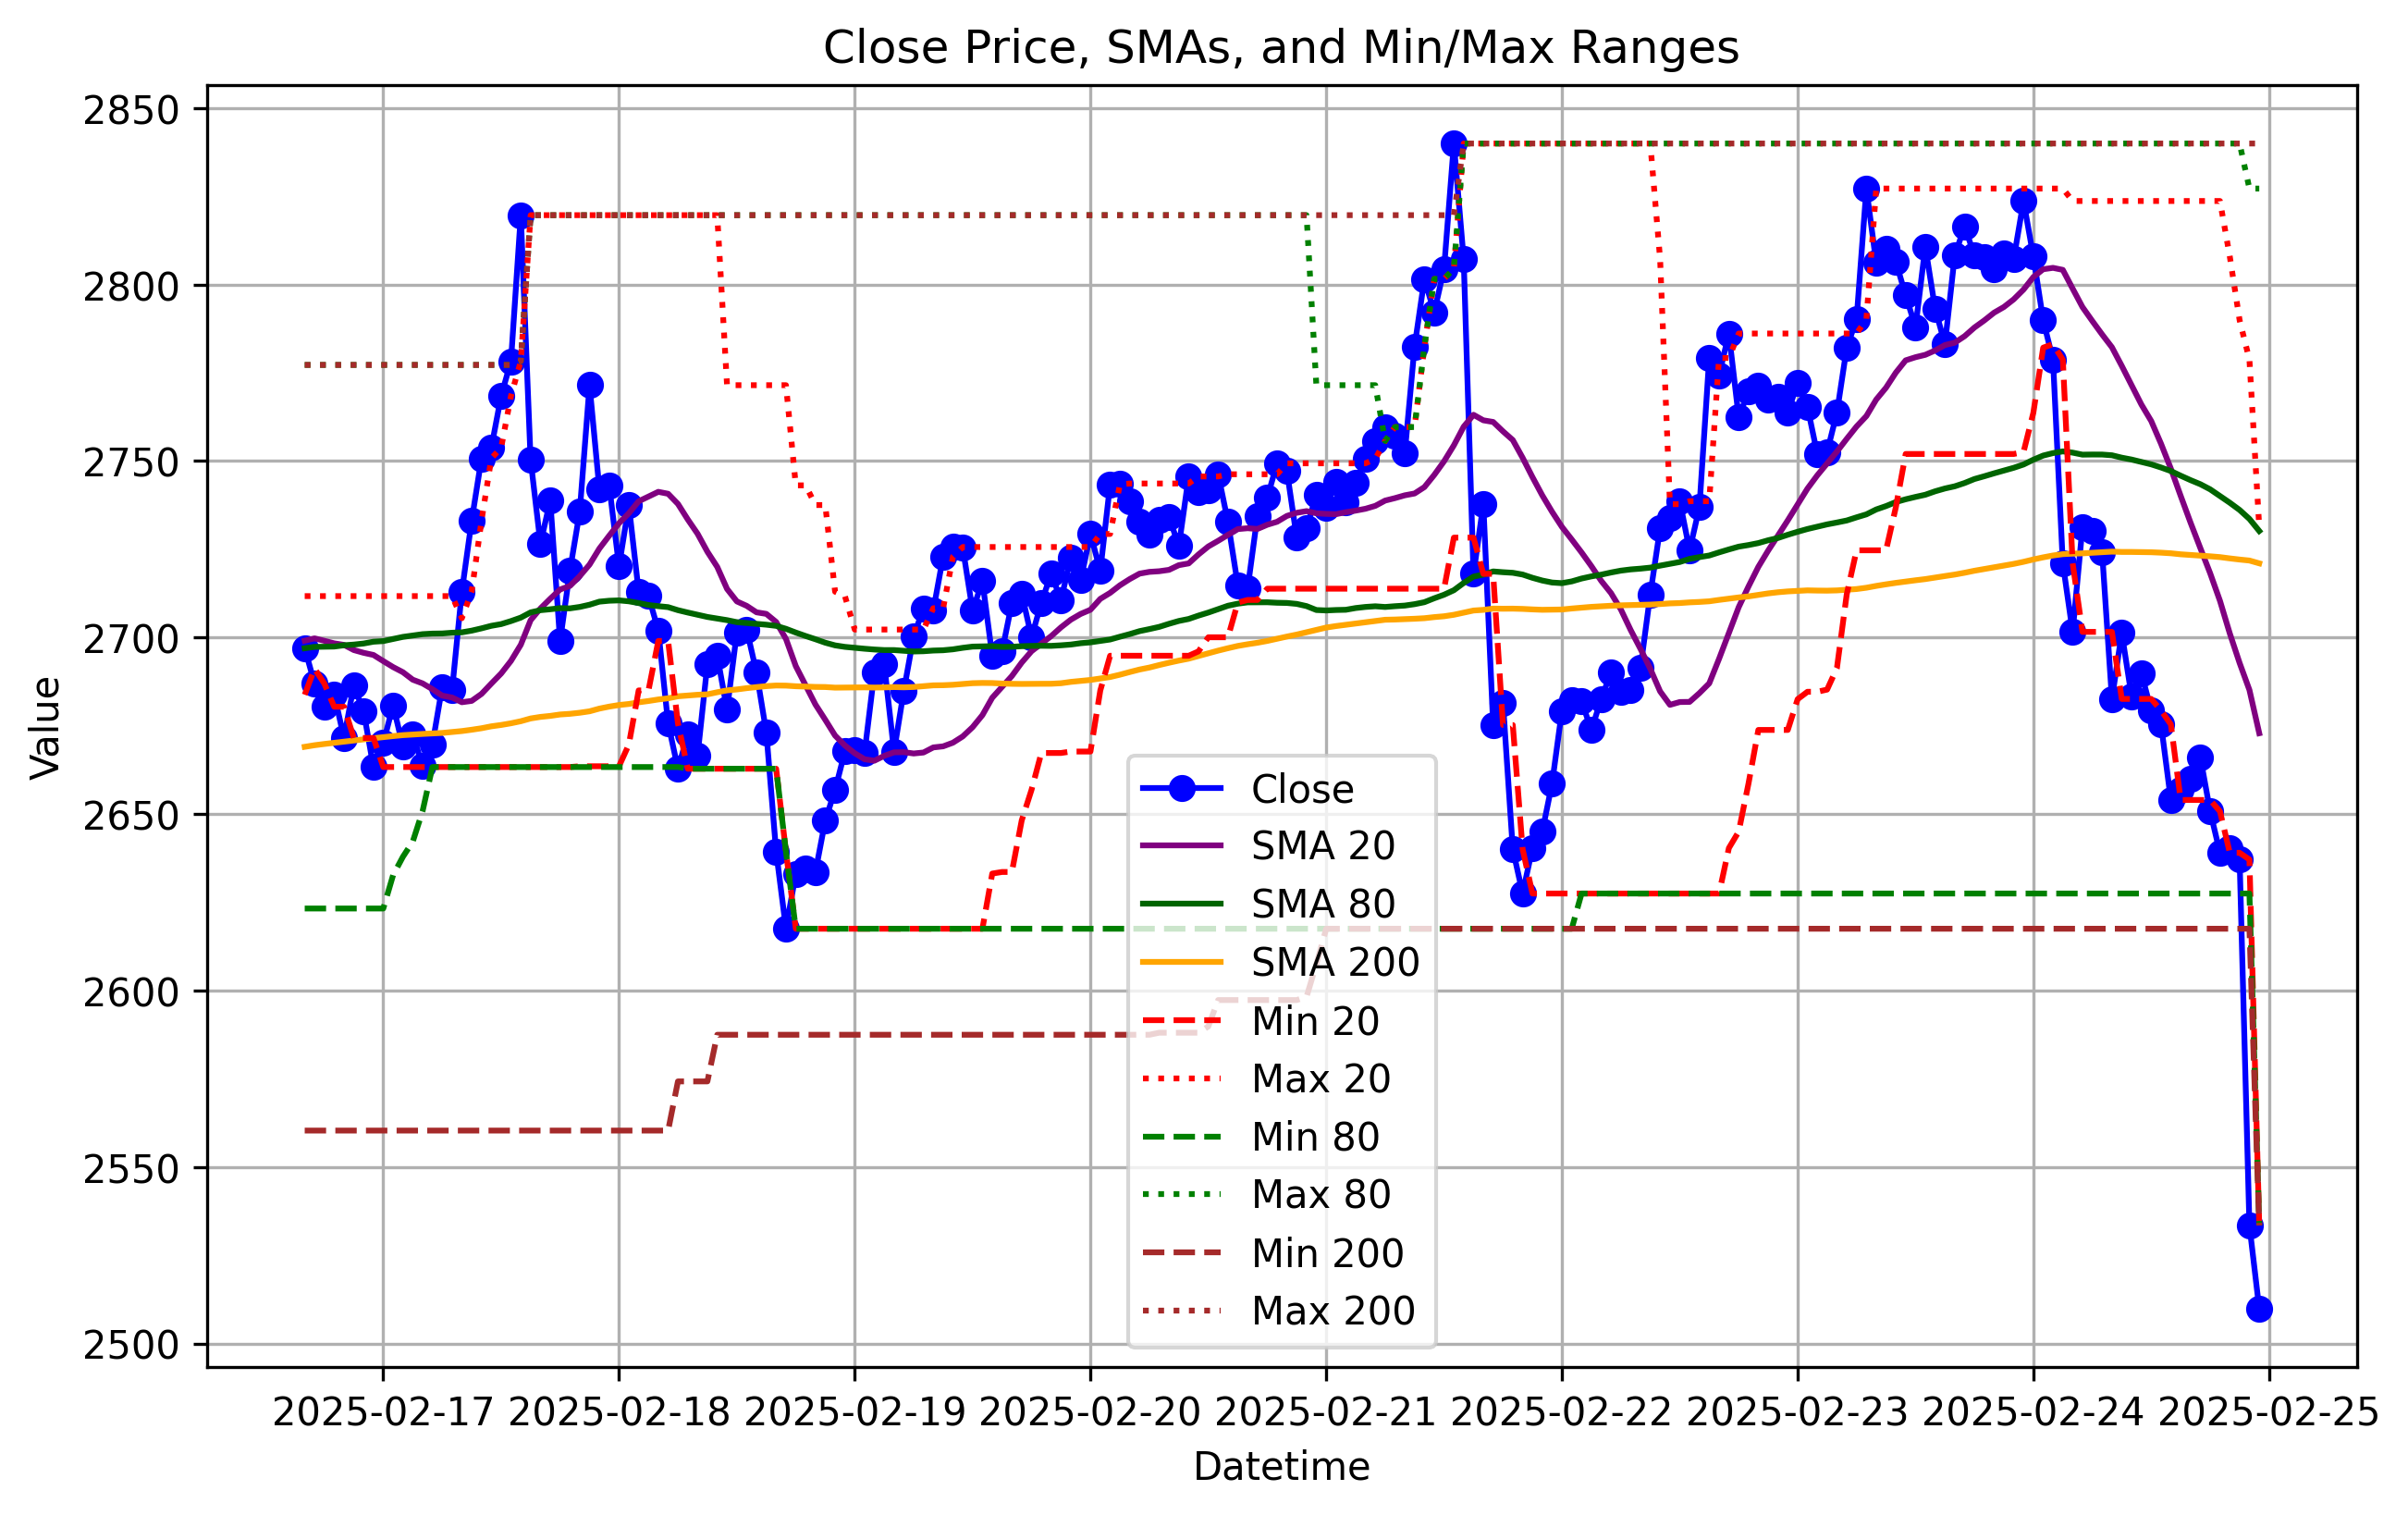 Close Price, SMAs, and Min/Max Ranges
2850
2800
2750
2700
2650
2600
2550
2500
Value
Close
SMA 20
SMA 80
SMA 200
Min 20
Max 20
Min 80
Max 80
Min 200
Max 200
2025-02-17 2025-02-18 2025-02-19 2025-02-20 2025-02-21 2025-02-22 2025-02-23 2025-02-24 2025-02-25
Datetime